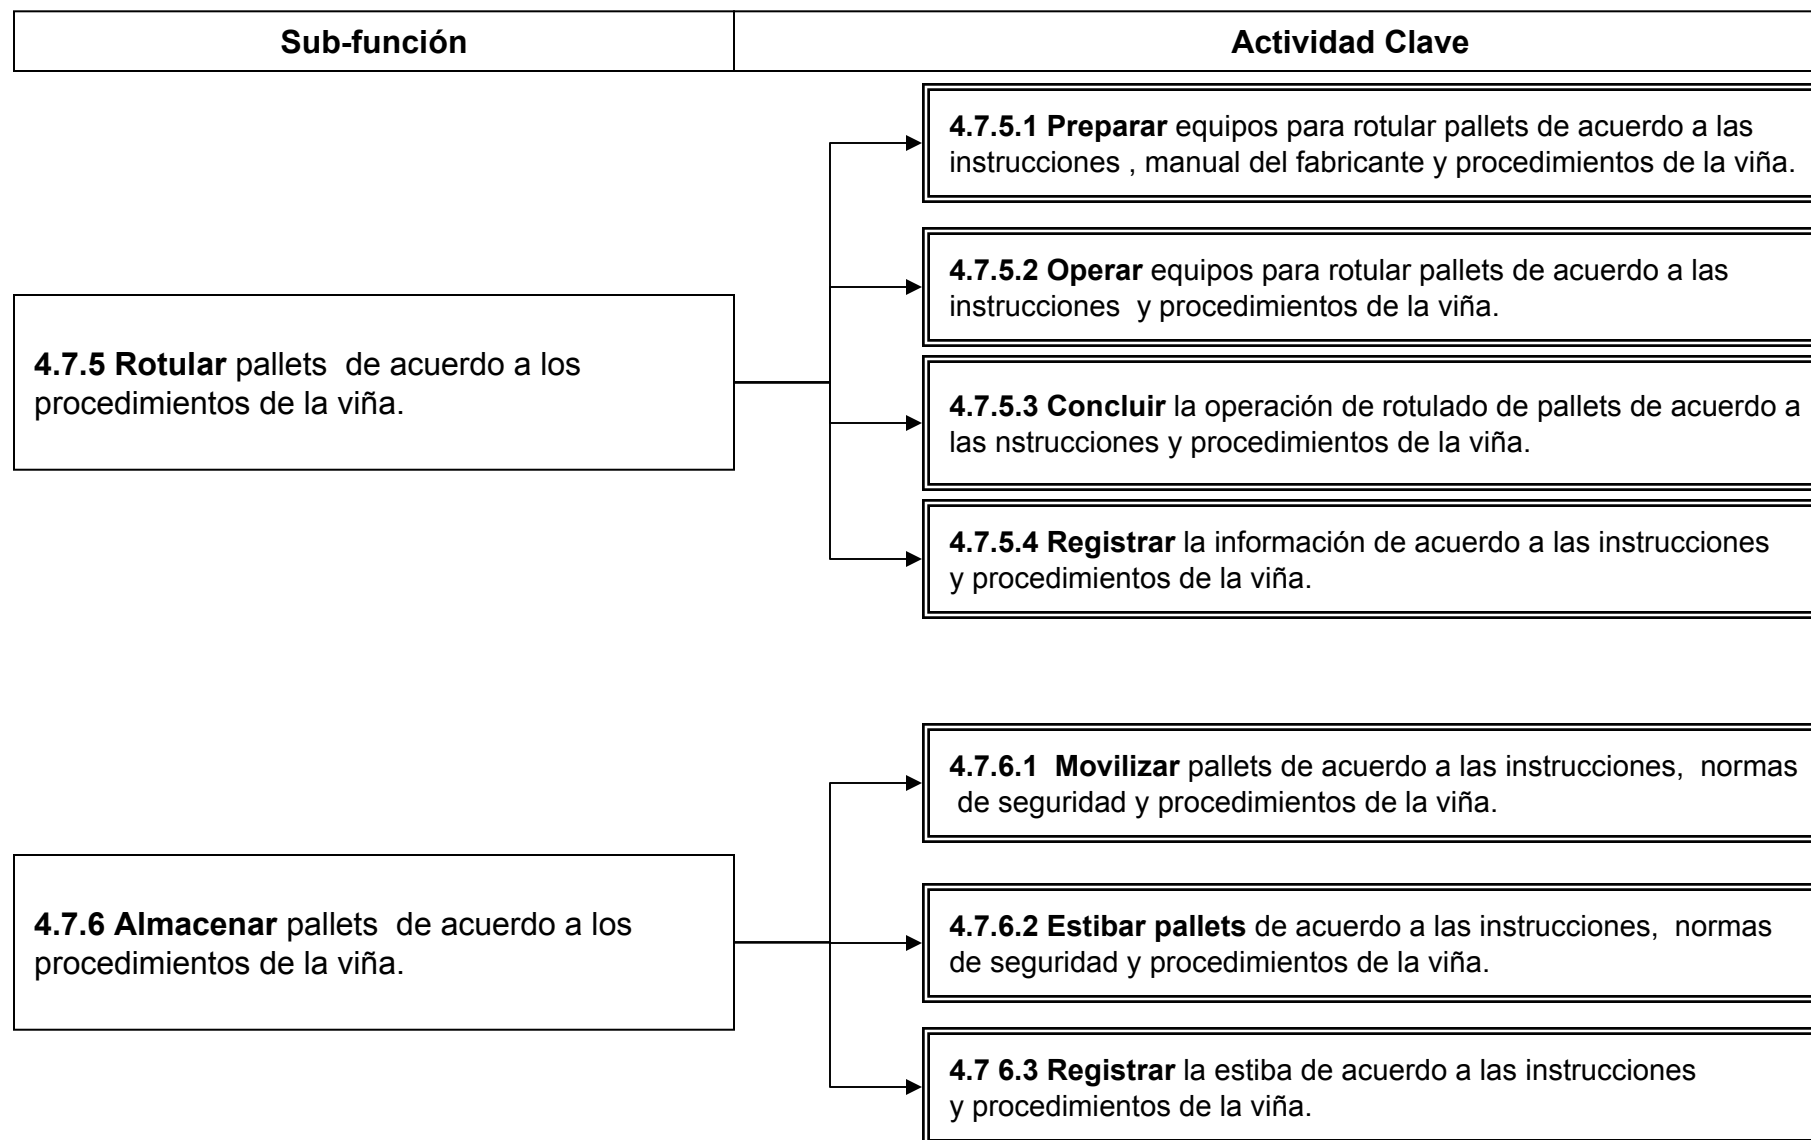 Sub-función
Actividad Clave
4.7.5.1 Preparar equipos para rotular pallets de acuerdo a las
instrucciones , manual del fabricante y procedimientos de la viña.
4.7.5.2 Operar equipos para rotular pallets de acuerdo a las
instrucciones  y procedimientos de la viña.
4.7.5 Rotular pallets  de acuerdo a los
procedimientos de la viña.
4.7.5.3 Concluir la operación de rotulado de pallets de acuerdo a
las nstrucciones y procedimientos de la viña.
4.7.5.4 Registrar la información de acuerdo a las instrucciones
y procedimientos de la viña.
4.7.6.1  Movilizar pallets de acuerdo a las instrucciones,  normas
de seguridad y procedimientos de la viña.
4.7.6 Almacenar pallets  de acuerdo a los
procedimientos de la viña.
4.7.6.2 Estibar pallets de acuerdo a las instrucciones,  normas
de seguridad y procedimientos de la viña.
4.7 6.3 Registrar la estiba de acuerdo a las instrucciones
y procedimientos de la viña.